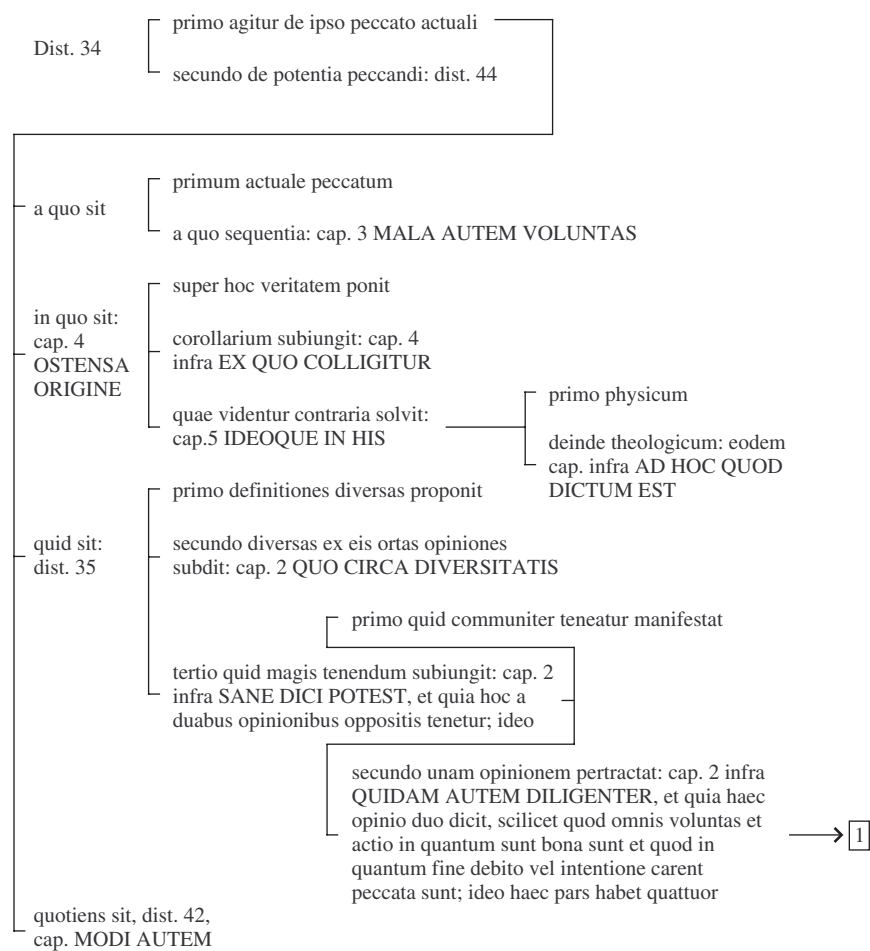 Dist. 34
primo agitur de ipso peccato actuali
secundo de potentia peccandi: dist. 44
a quo sit
primum actuale peccatum
a quo sequentia: cap. 3 MALA AUTEM VOLUNTAS
in quo sit:
cap. 4
OSTENSA
ORIGINE
super hoc veritatem ponit
corollarium subiungit: cap. 4
infra EX QUO COLLIGITUR
quae videntur contraria solvit:
cap.5 IDEOQUE IN HIS
primo physicum
deinde theologicum: eodem
cap. infra AD HOC QUOD
DICTUM EST
quid sit:
dist. 35
primo definitiones diversas proponit
secundo diversas ex eis ortas opiniones
subdit: cap. 2 QUO CIRCA DIVERSITATIS
tertio quid magis tenendum subiungit: cap. 2
infra SANE DICI POTEST, et quia hoc a
duabus opinionibus oppositis tenetur; ideo
primo quid communiter teneatur manifestat
secundo unam opinionem pertractat: cap. 2 infra
QUIDAM AUTEM DILIGENTER, et quia haec
opinio duo dicit, scilicet quod omnis voluntas et
actio in quantum sunt bona sunt et quod in
quantum fine debito vel intentione carent
peccata sunt; ideo haec pars habet quattuor
1
quotiens sit, dist. 42,
cap. MODI AUTEM